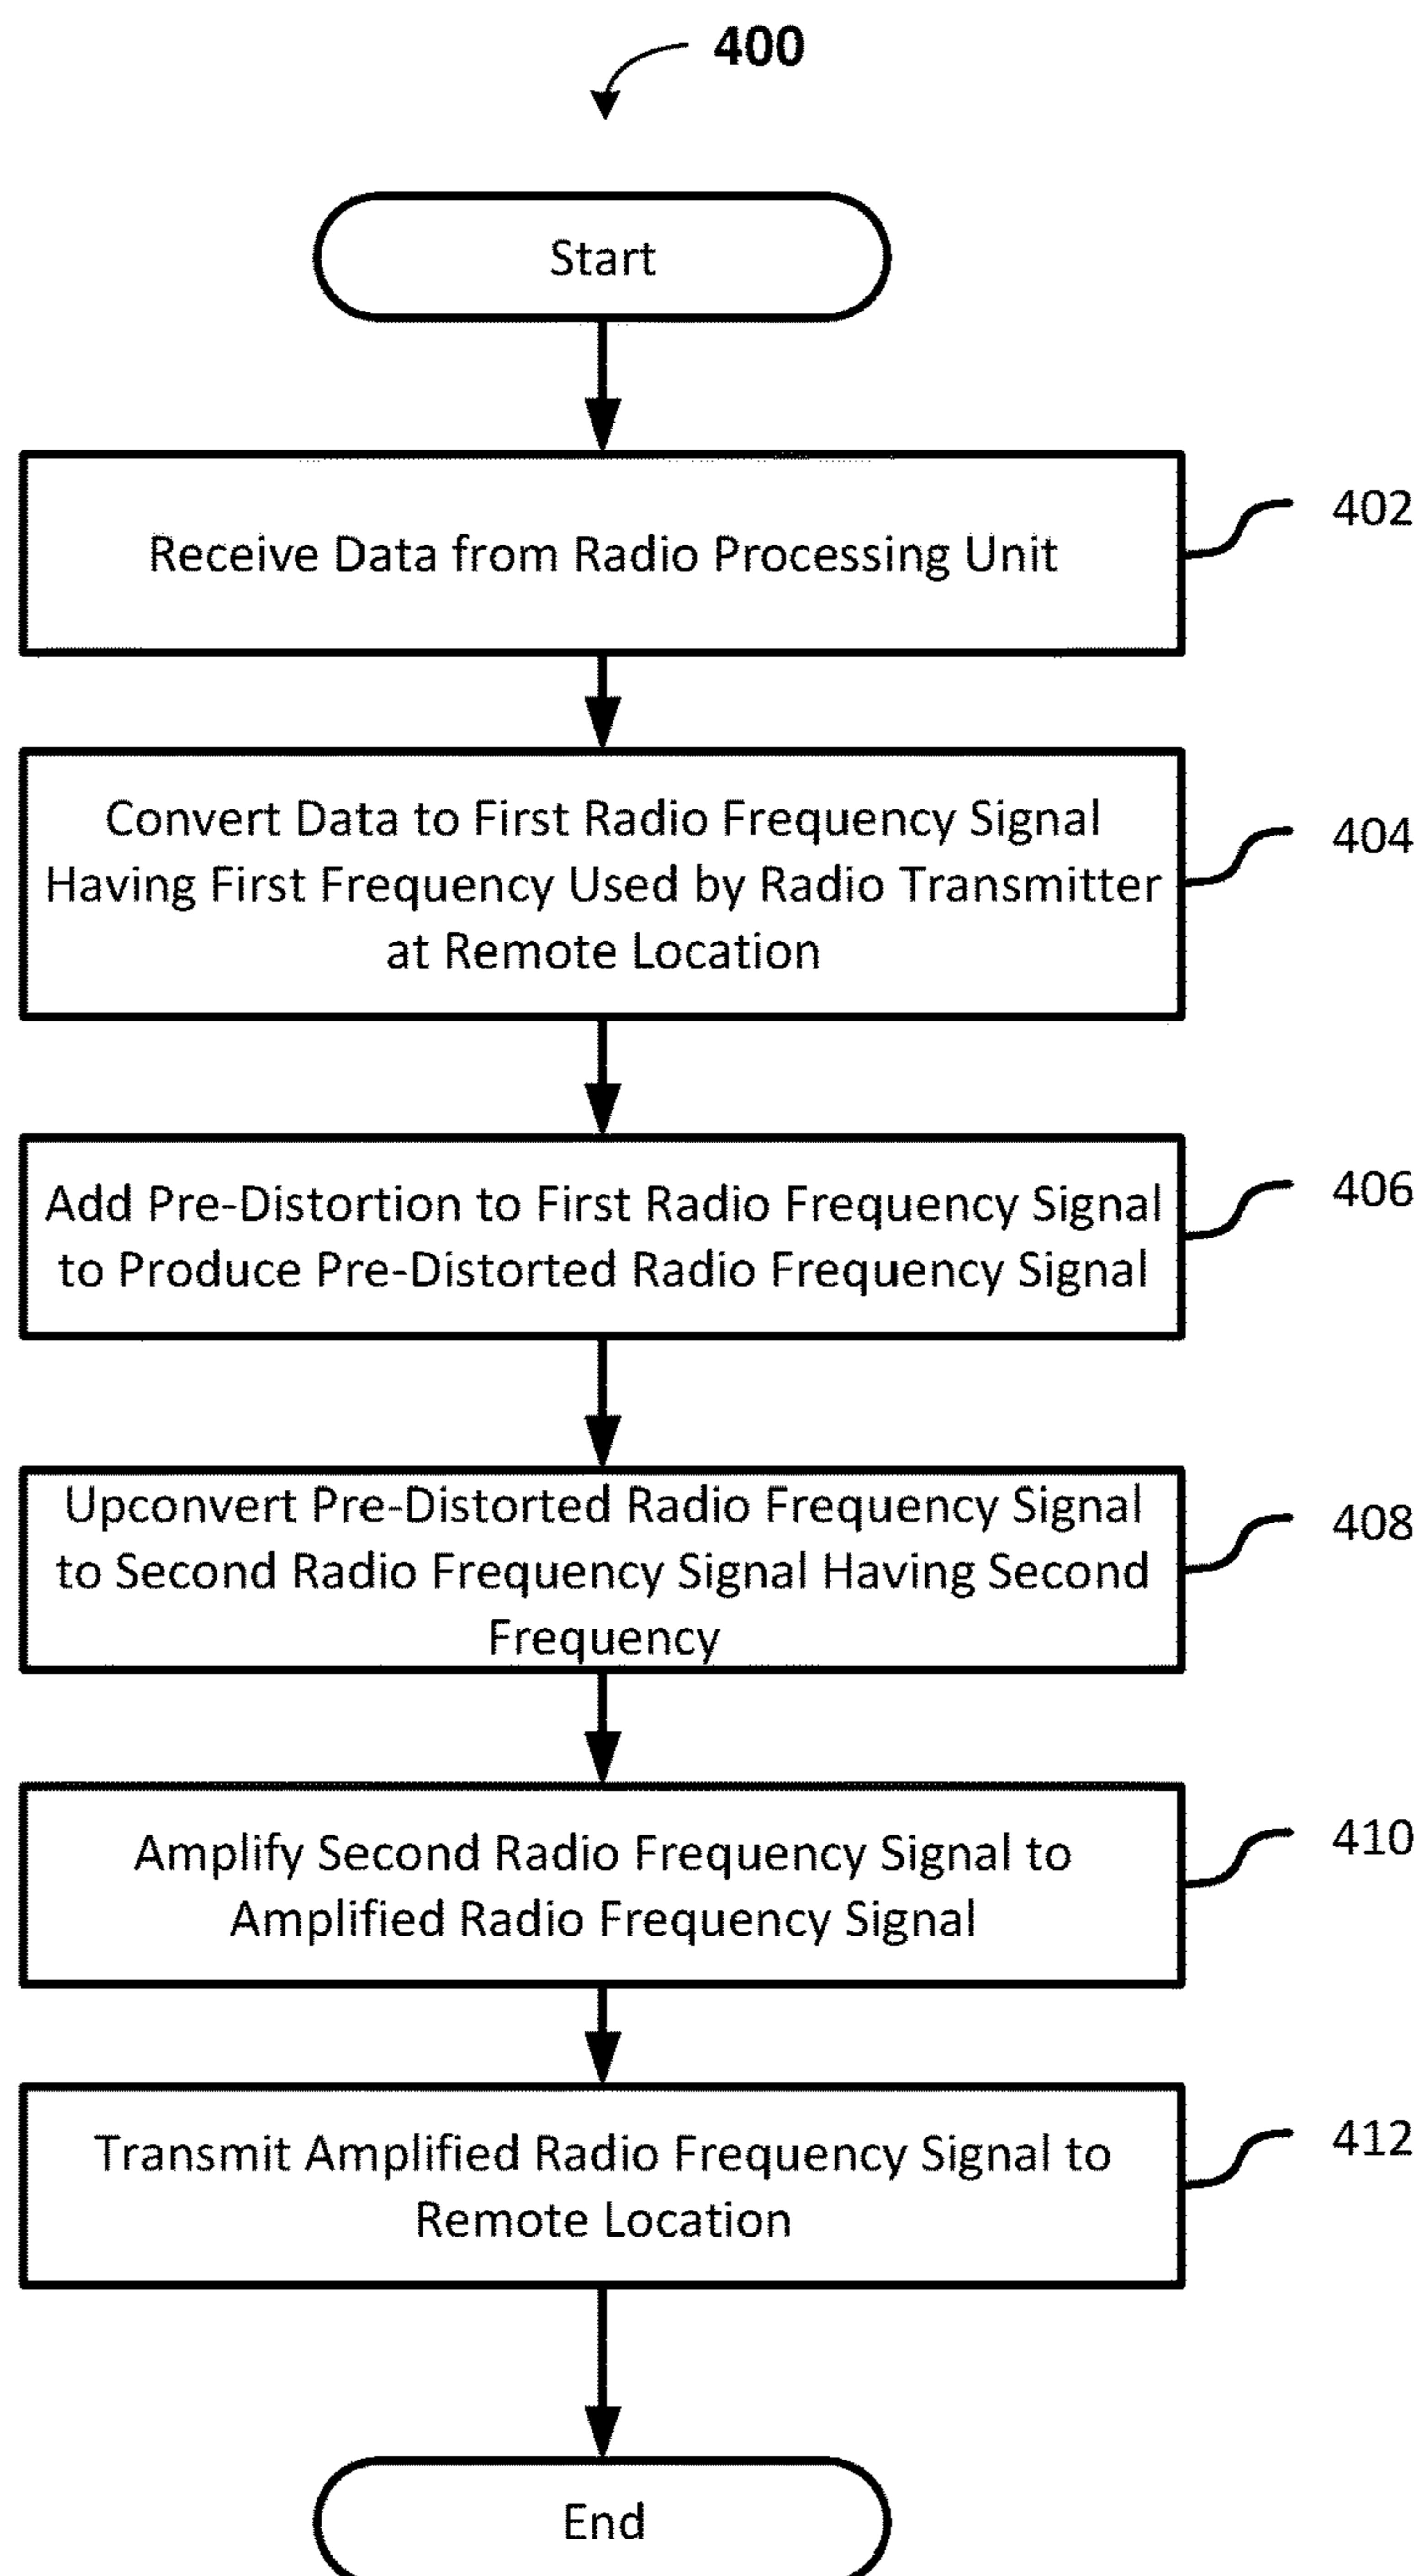 400
Start
Receive Data from Radio Processing Unit
402
Convert Data to First Radio Frequency Signal
Having First Frequency Used by Radio Transmitter
at Remote Location
404
Add Pre-Distortion to First Radio Frequency Signal
to Produce Pre-Distorted Radio Frequency Signal
406
Upconvert Pre-Distorted Radio Frequency Signal
to Second Radio Frequency Signal Having Second
Frequency
408
Amplify Second Radio Frequency Signal to
Amplified Radio Frequency Signal
410
Transmit Amplified Radio Frequency Signal to
Remote Location
412
End